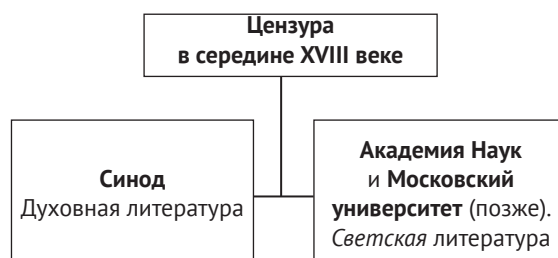 Цензура
в середине XVIII веке
Синод
Духовная литература
Академия Наук
и Московский
университет (позже).
Светская литература